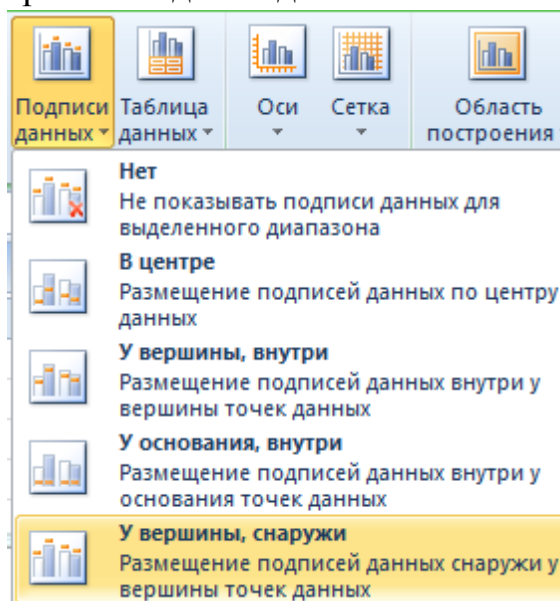 Подписи Таблица Оси Сетка Область
данных данных построения
Нет
Не показывать подписи данных для
выделенного диапазона
В центре
Размещение подписей данных по центру
данных
У вершины, внутри
Размещение подписей данных внутри у
вершины точек данных
У основания, внутри
Размещение подписей данных внутри у
основания точек данных
У вершины, снаружи
Размещение подписей данных снаружи у
вершины точек данных